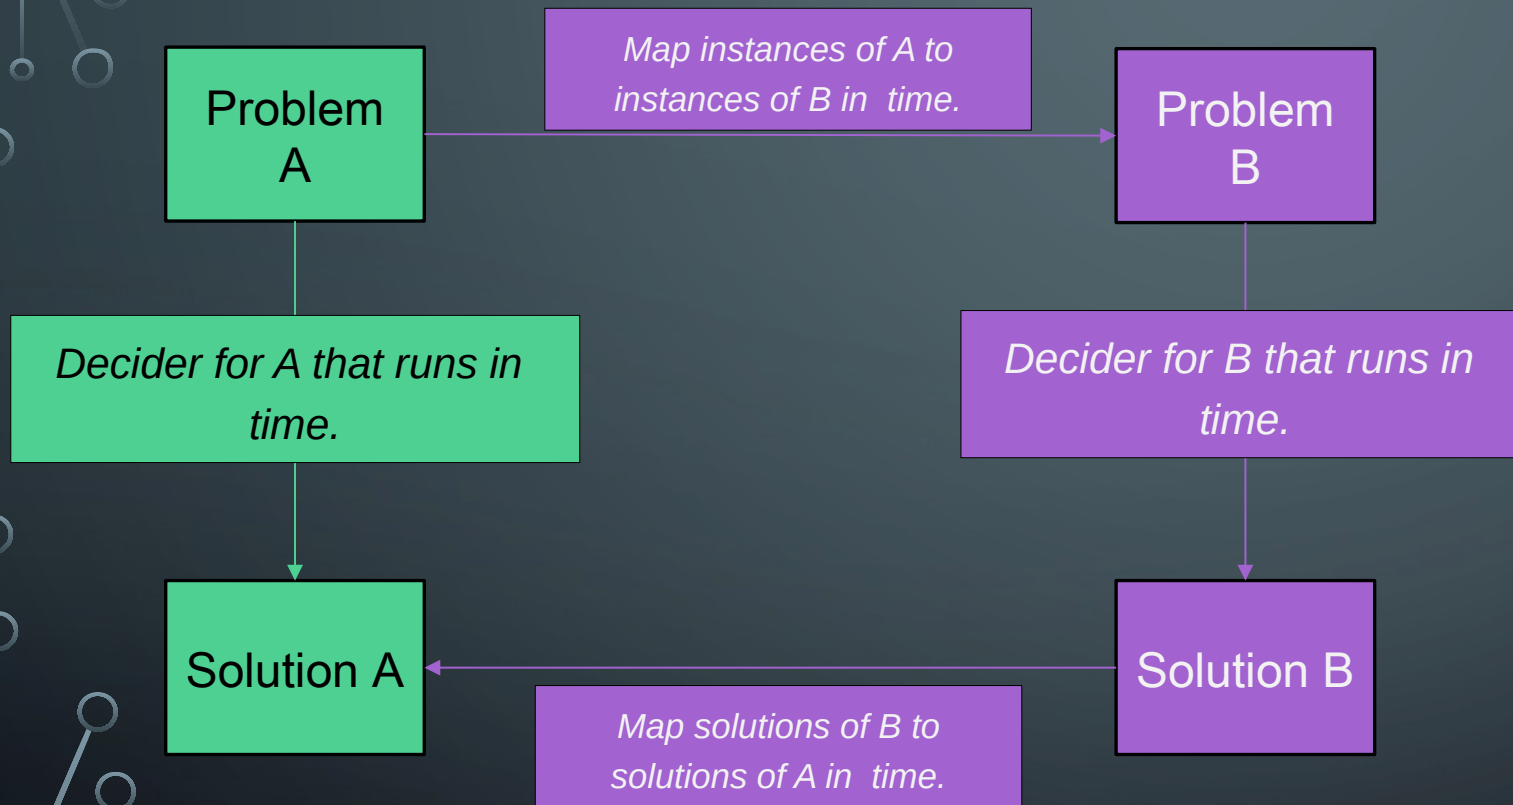 Map instances of A to
instances of B in  time.
Problem
A
Problem
B
Decider for A that runs in
time.
Decider for B that runs in
time.
Solution A
Solution B
Map solutions of B to
solutions of A in  time.